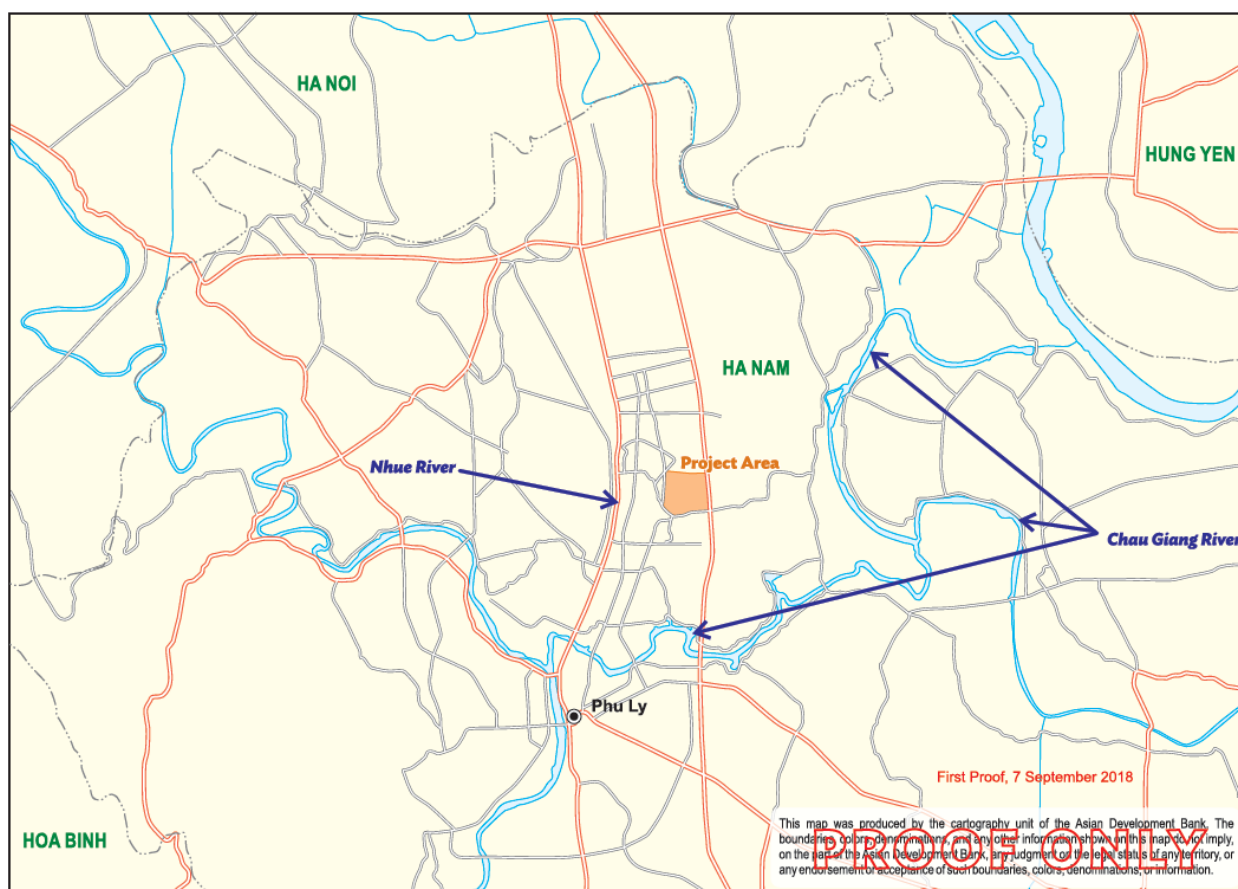 HA NOI
HUNG YEN
HA NAM
Nhue River
Project Area
Chau Giang River
Phu Ly
First Proof, 7 September 2018
HOA BINH
This map was produced by the cartography unit of the Asian Development Bank. The
boundaries, colors, denominations, and any other information shown on this map do not imply,
on the part of the Asian Development Bank, any judgment on the legal status of any territory, or
any endorsement or acceptance of such boundaries, colors, denominations, or information.
PROOF ONLY